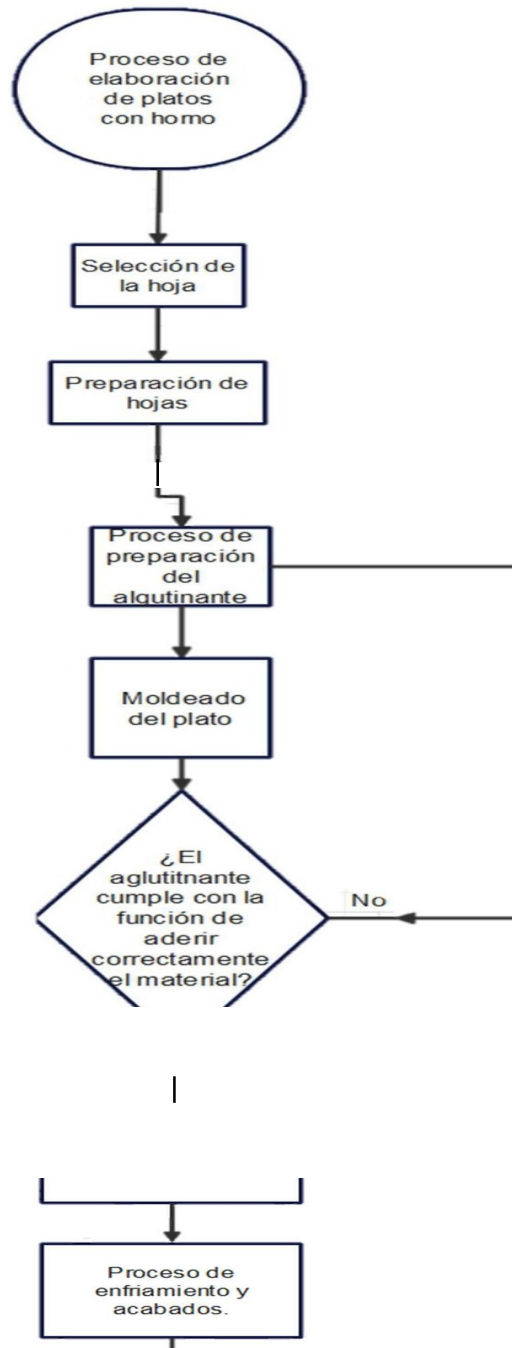 Proceso de
elaboración
de platos
con horno
Selección de
la hoja
Preparación de
hojas
Proceso de
preparación
del
algutinante
Moldeado
del plato
¿El
aglutitnante
cumple con la
función de
aderir
correctamente
el material?
No
Proceso de
enfriamiento y
acabados.